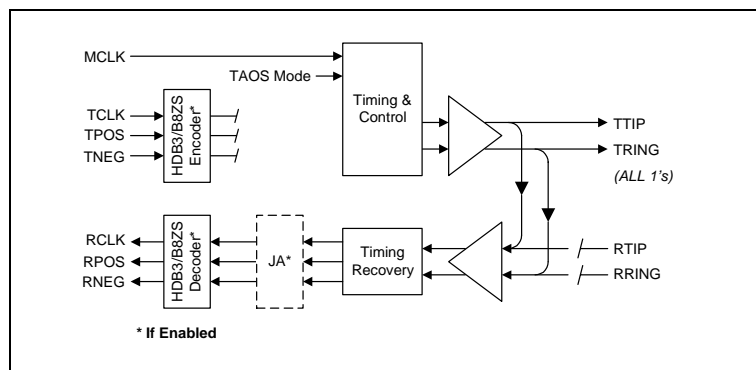 MCLK
TAOS Mode
TCLK
TPOS
TNEG
HDB3/B8ZS
Encoder*
Timing &
Control
TTIP
TRING
(ALL 1's)
RCLK
RPOS
RNEG
HDB3/B8ZS
Decoder*
JA*
Timing
Recovery
RTIP
RRING
* If Enabled